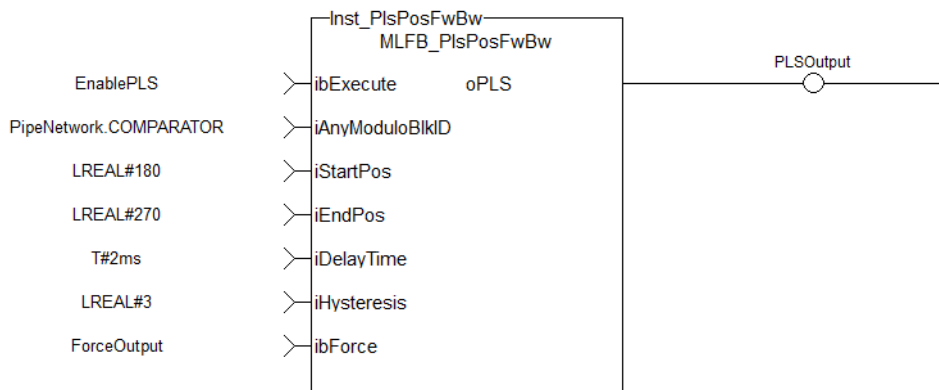 Inst_PlsPosFwBw
MLFB_PlsPosFwBw
PLSOutput
EnablePLS ibExecute oPLS
PipeNetwork.COMPARATOR iAnyModuloBlkID
LREAL#180 iStartPos
LREAL#270 iEndPos
T#2ms iDelayTime
LREAL#3 iHysteresis
ForceOutput ibForce